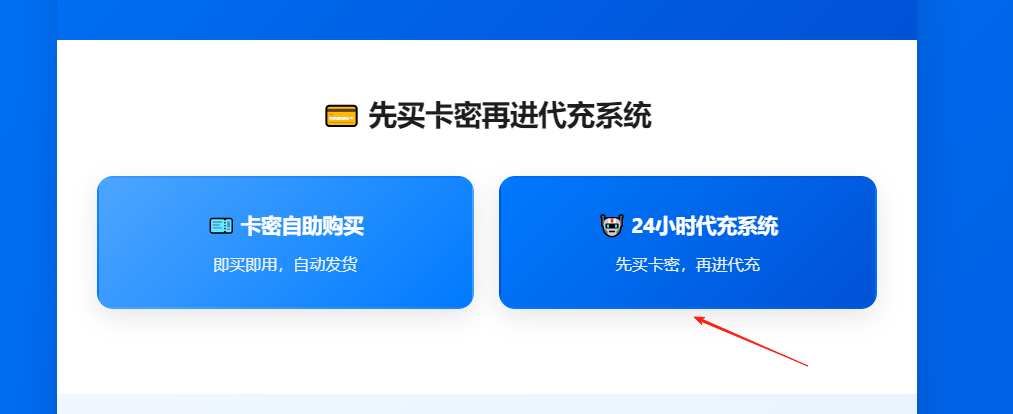 先买卡密再进代充系统
卡密自助购买
即买即用，自动发货
24小时代充系统
先买卡密，再进代充